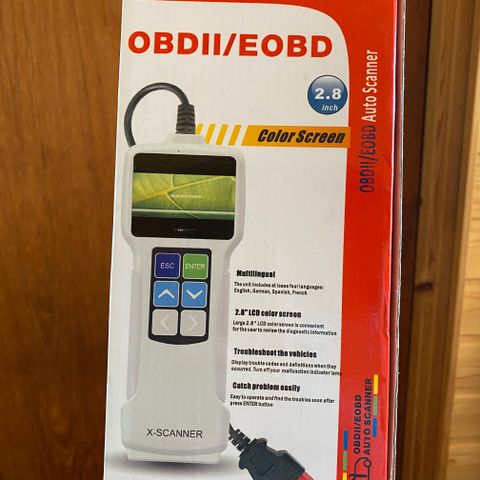 OBDII/EOBD
2.8
inch
Color Screen
ESC
ENTER
Multilingual
The unit includes at lease four languages:
English, German, Spanish, French
2.8" LCD color screen
Large 2.8" LCD color screen is convenient
for the user to review the diagnostic information
Troubleshoot the vehicles
Display trouble codes and definitions when they
occurred. Turn off your malfunction indicator lamp
Catch problem easily
Easy to operate and find the troubles soon after
press ENTER button
X-SCANNER
OBDII/EOBD Auto Scanner
OBDII/EOBD
AUTO SCANNER